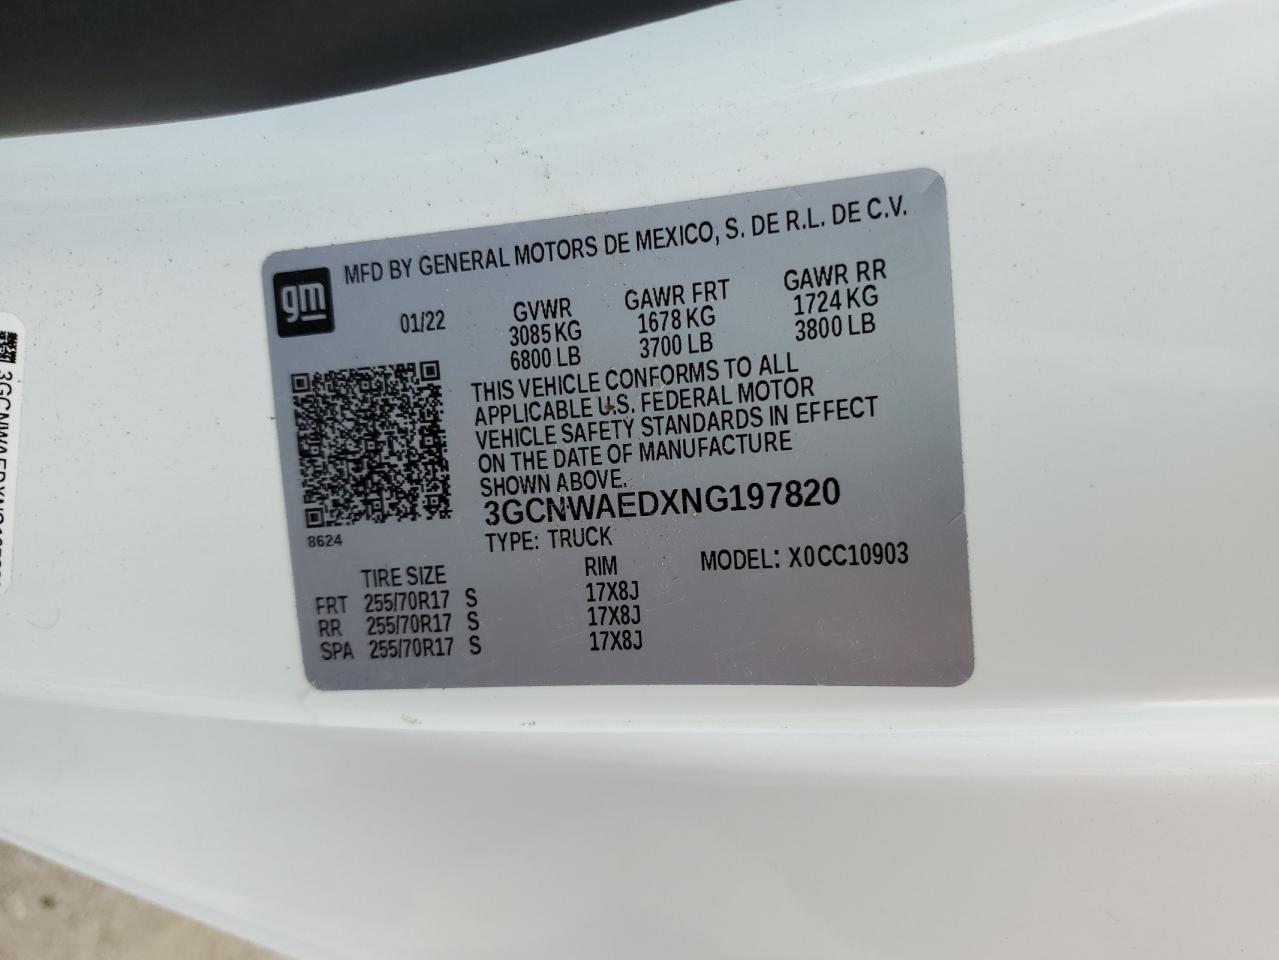 gm
MFD BY GENERAL MOTORS DE MEXICO, S. DE R.L. DE C.V.
01/22
GVWR GAWR FRT GAWR RR
3085 KG 1678 KG 1724 KG
6800 LB 3700 LB 3800 LB
THIS VEHICLE CONFORMS TO ALL
APPLICABLE U.S. FEDERAL MOTOR
VEHICLE SAFETY STANDARDS IN EFFECT
ON THE DATE OF MANUFACTURE
SHOWN ABOVE.
3GCNWAEDXNG197820
8624
TYPE: TRUCK
MODEL: X0CC10903
TIRE SIZE RIM
FRT 255/70R17 S 17X8J
RR 255/70R17 S 17X8J
SPA 255/70R17 S 17X8J